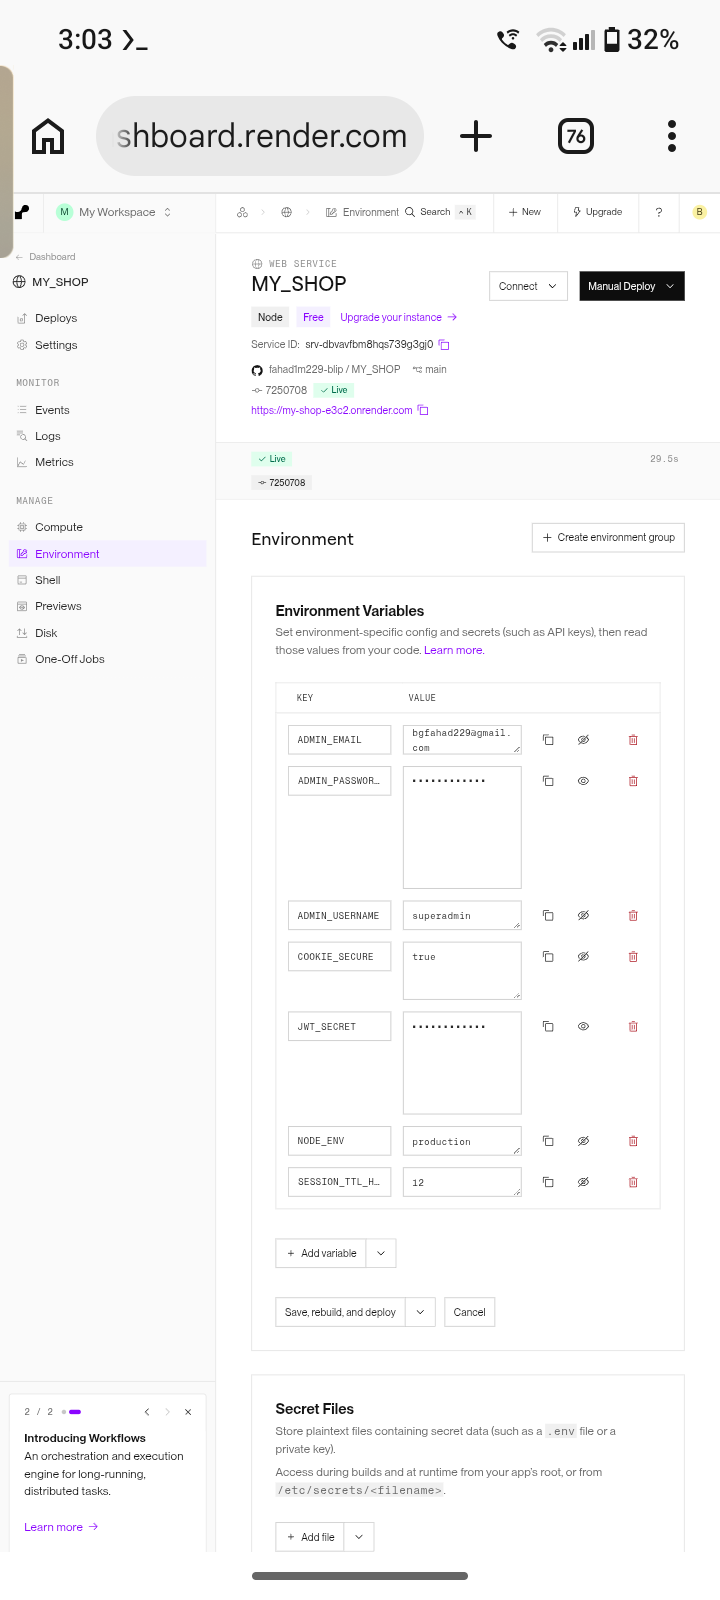 3:03
32%
shboard.render.com
76
M My Workspace
Environment
Search
K
New
Upgrade
?
B
← Dashboard
MY_SHOP
Deploys
Settings
MONITOR
Events
Logs
Metrics
MANAGE
Compute
Environment
Shell
Previews
Disk
One-Off Jobs
WEB SERVICE
MY_SHOP
Connect
Manual Deploy
Node
Free
Upgrade your instance →
Service ID: srv-dbvavfbm8hqs739g3gj0
fahad1m229-blip / MY_SHOP main
7250708 ✓ Live
https://my-shop-e3c2.onrender.com
✓ Live
29.5s
7250708
Environment
+ Create environment group
Environment Variables
Set environment-specific config and secrets (such as API keys), then read
those values from your code. Learn more.
KEY VALUE
ADMIN_EMAIL
bgfahad229@gmail.
com
ADMIN_PASSWOR… ••••••••••••
ADMIN_USERNAME superadmin
COOKIE_SECURE true
JWT_SECRET ••••••••••••
NODE_ENV production
SESSION_TTL_H… 12
+ Add variable
Save, rebuild, and deploy
Cancel
2 / 2
Introducing Workflows
An orchestration and execution
engine for long-running,
distributed tasks.
Learn more →
Secret Files
Store plaintext files containing secret data (such as a .env file or a
private key).
Access during builds and at runtime from your app's root, or from
/etc/secrets/<filename>.
+ Add file